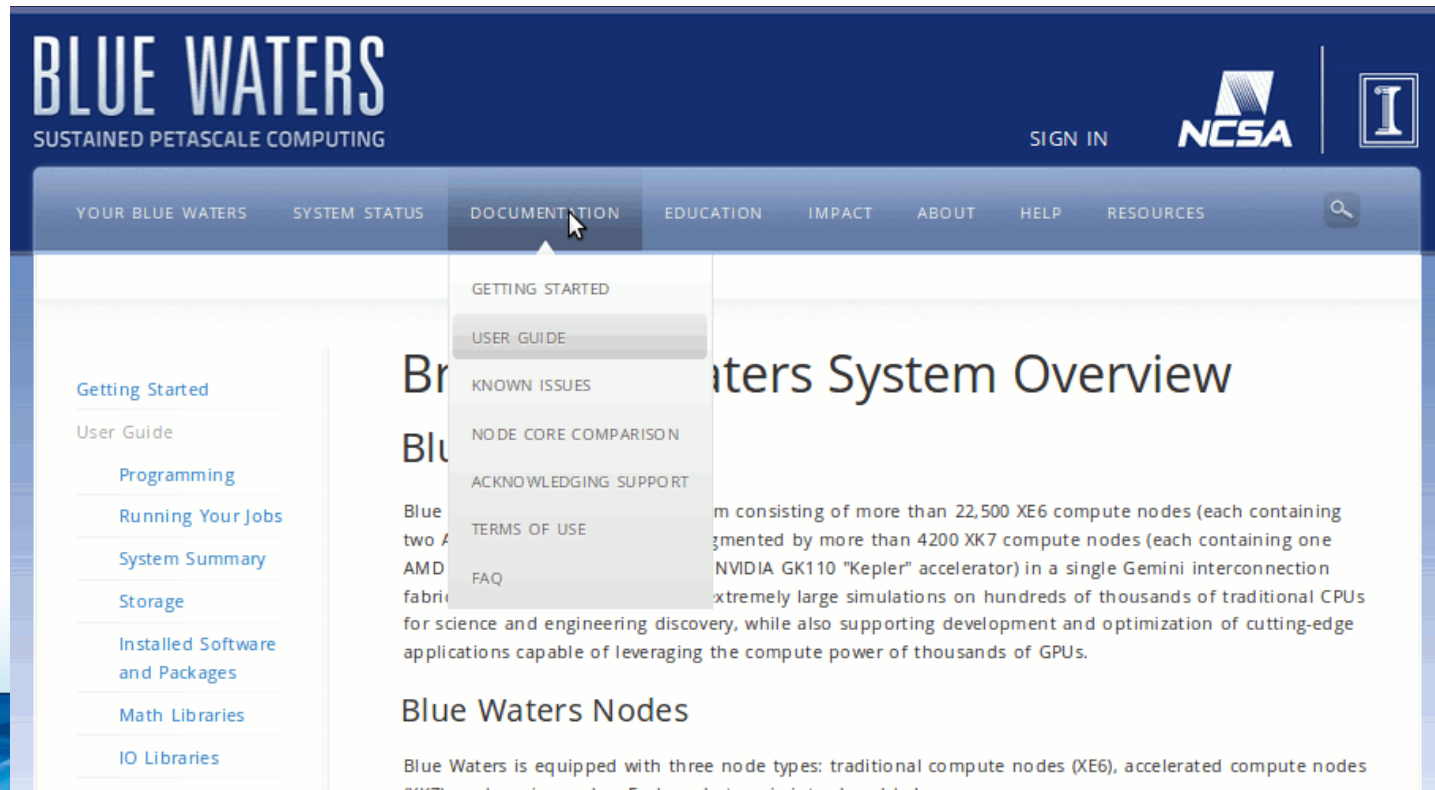 BLUE WATERS
SUSTAINED PETASCALE COMPUTING
SIGN IN
NCSA
I
YOUR BLUE WATERS SYSTEM STATUS DOCUMENTATION EDUCATION IMPACT ABOUT HELP RESOURCES
GETTING STARTED
USER GUIDE
KNOWN ISSUES
NODE CORE COMPARISON
ACKNOWLEDGING SUPPORT
TERMS OF USE
FAQ
Getting Started
User Guide
Programming
Running Your Jobs
System Summary
Storage
Installed Software
and Packages
Math Libraries
IO Libraries
System Overview
Blue consisting of more than 22,500 XE6 compute nodes (each containing
two by more than 4200 XK7 compute nodes (each containing one
AMD NVIDIA GK110 "Kepler" accelerator) in a single Gemini interconnection
large simulations on hundreds of thousands of traditional CPUs
for science and engineering discovery, while also supporting development and optimization of cutting-edge
applications capable of leveraging the compute power of thousands of GPUs.
Blue Waters Nodes
Blue Waters is equipped with three node types: traditional compute nodes (XE6), accelerated compute nodes